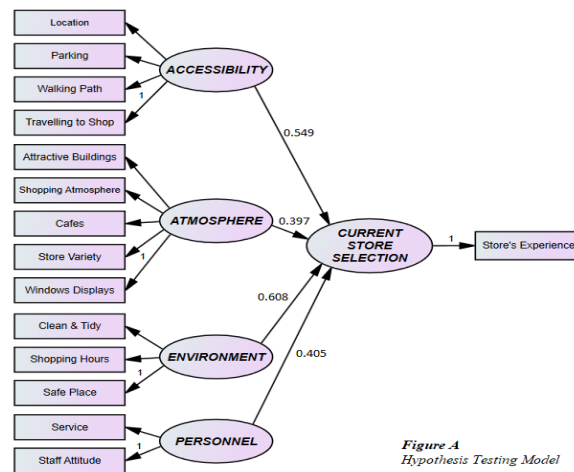 Location
Parking
Walking Path
1
Travelling to Shop
ACCESSIBILITY
0.549
Attractive Buildings
Shopping Atmosphere
Cafes
Store Variety
1
Windows Displays
ATMOSPHERE
0.397
CURRENT
STORE
SELECTION
1
Store's Experience
Clean & Tidy
Shopping Hours
1
Safe Place
ENVIRONMENT
0.608
0.405
Service
1
Staff Attitude
PERSONNEL
Figure A
Hypothesis Testing Model